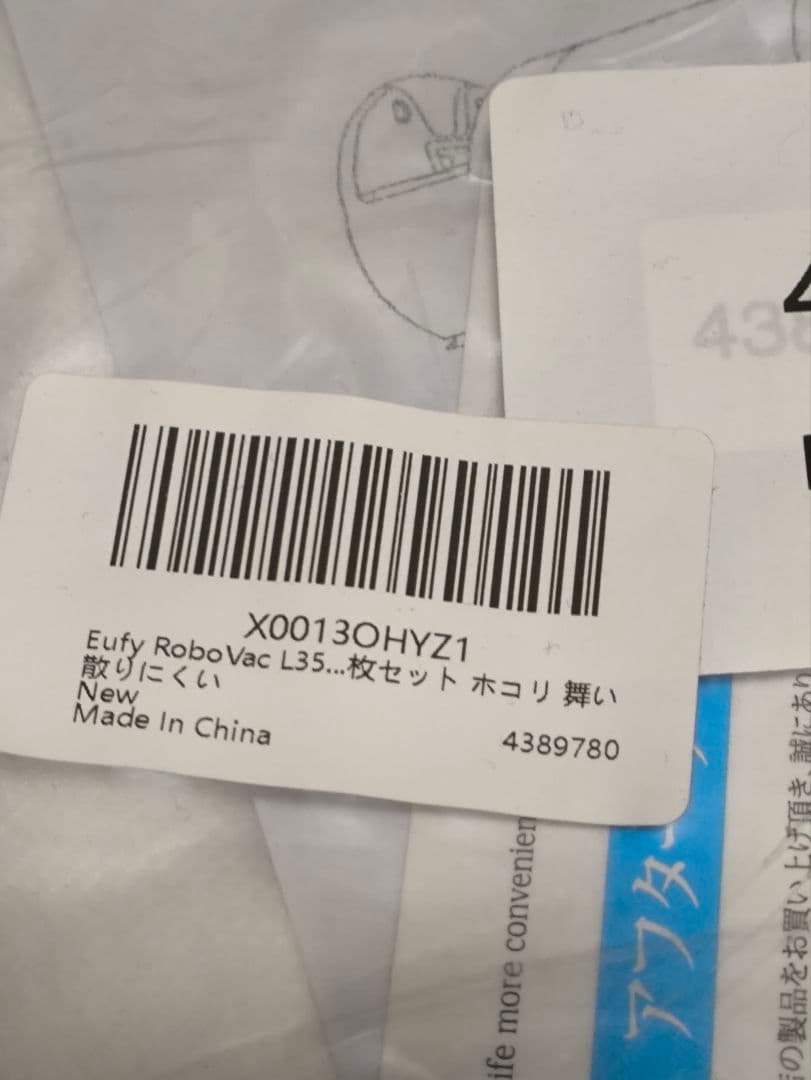 X0013OHYZ1
Eufy RoboVac L35...枚セット ホコリ 舞い
散りにくい
New
Made In China
4389780
43
ife more convenien
アフター
の製品をお買い上げ頂き、誠にあり